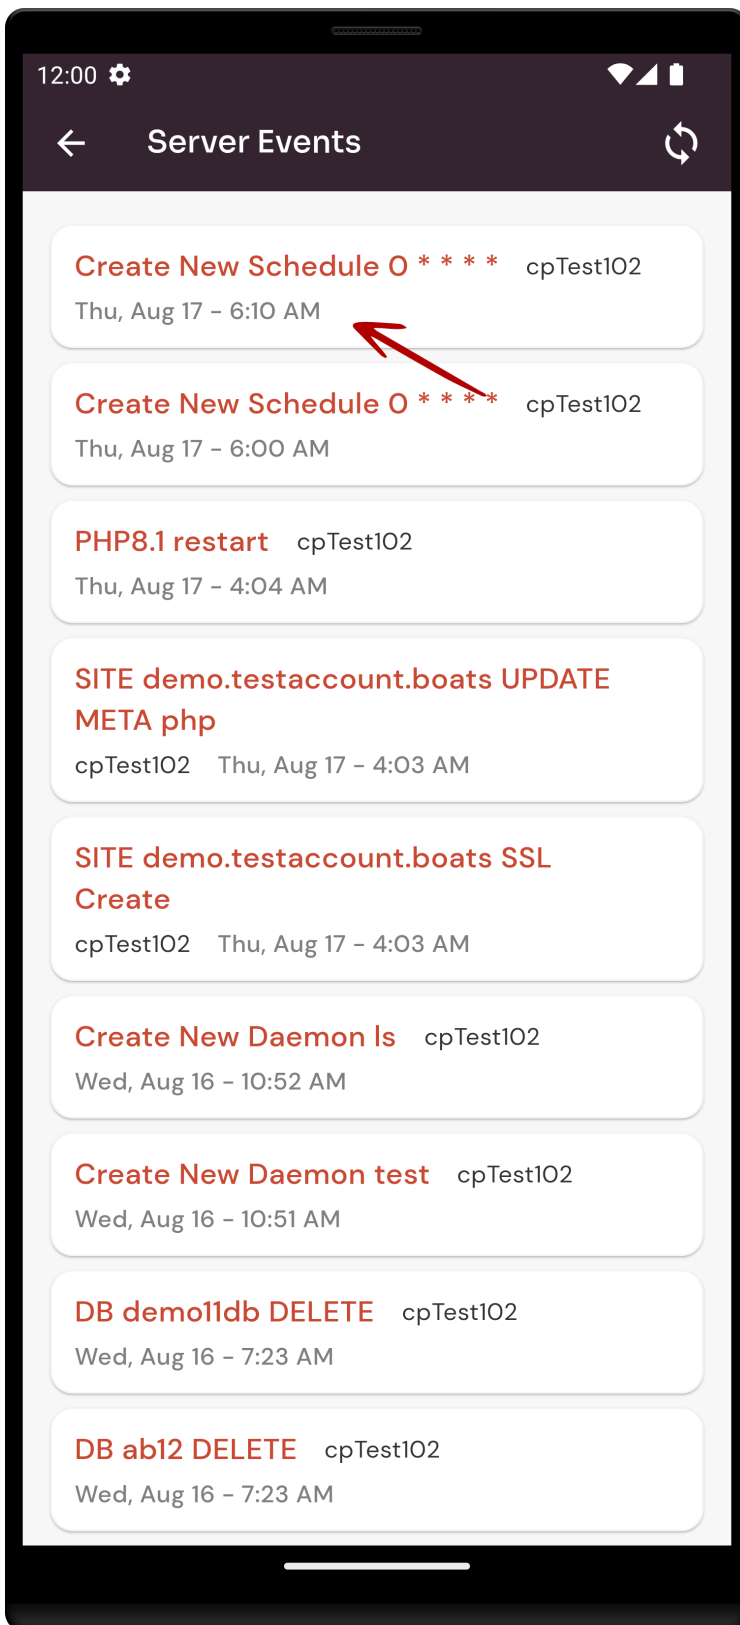 12:00
Server Events
Create New Schedule 0 * * * * cpTest102
Thu, Aug 17 - 6:10 AM
Create New Schedule 0 * * * * cpTest102
Thu, Aug 17 - 6:00 AM
PHP8.1 restart cpTest102
Thu, Aug 17 - 4:04 AM
SITE demo.testaccount.boats UPDATE
META php
cpTest102 Thu, Aug 17 - 4:03 AM
SITE demo.testaccount.boats SSL
Create
cpTest102 Thu, Aug 17 - 4:03 AM
Create New Daemon ls cpTest102
Wed, Aug 16 - 10:52 AM
Create New Daemon test cpTest102
Wed, Aug 16 - 10:51 AM
DB demo11db DELETE cpTest102
Wed, Aug 16 - 7:23 AM
DB ab12 DELETE cpTest102
Wed, Aug 16 - 7:23 AM